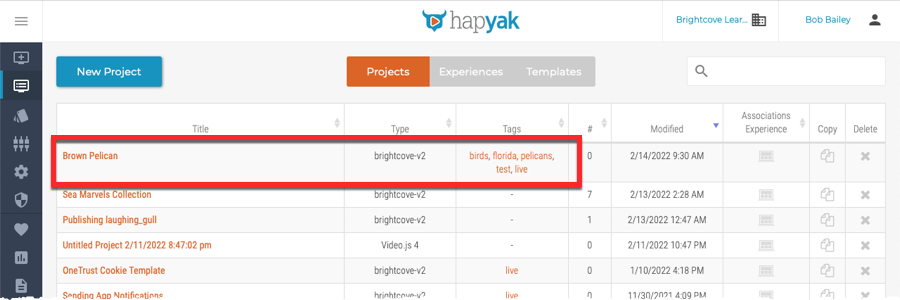 hapyak
Brightcove Lear...
Bob Bailey
New Project
Projects
Experiences
Templates
Title
Type
Tags
#
Modified
Associations
Experience
Copy
Delete
Brown Pelican brightcove-v2 birds, florida, pelicans, 0 2/14/2022 9:30 AM
test, live
Sea Marvels Collection brightcove-v2 - 7 2/13/2022 2:28 AM
Publishing laughing_gull brightcove-v2 - 1 2/13/2022 12:47 AM
Untitled Project 2/11/2022 8:47:02 pm Video.js 4 - 0 2/11/2022 10:47 PM
OneTrust Cookie Template brightcove-v2 live 0 1/10/2022 4:18 PM
Sending App Notifications brightcove-v2 live 0 11/30/2021 4:09 PM